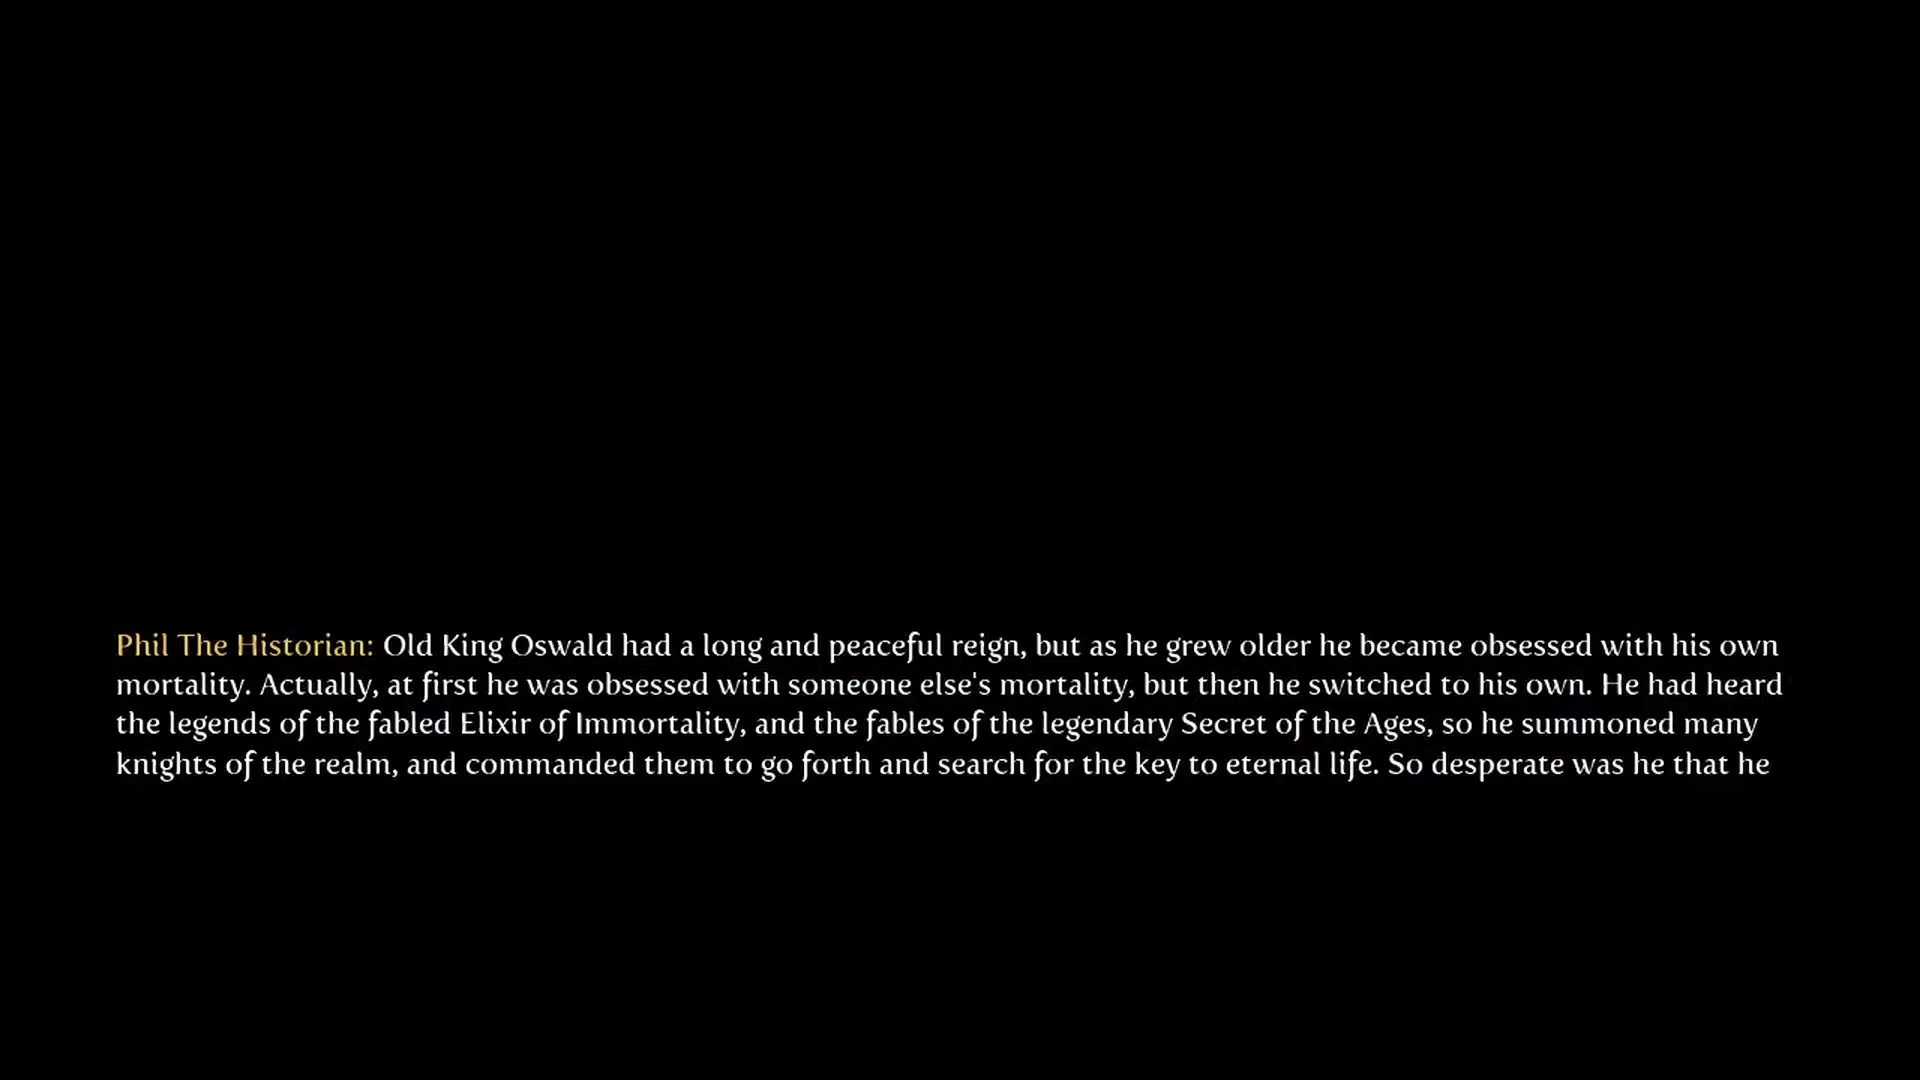 Phil The Historian: Old King Oswald had a long and peaceful reign, but as he grew older he became obsessed with his own
mortality. Actually, at first he was obsessed with someone else's mortality, but then he switched to his own. He had heard
the legends of the fabled Elixir of Immortality, and the fables of the legendary Secret of the Ages, so he summoned many
knights of the realm, and commanded them to go forth and search for the key to eternal life. So desperate was he that he